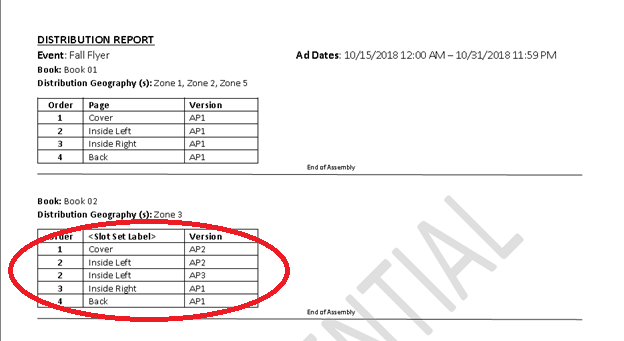 DISTRIBUTION REPORT
Event: Fall Flyer Ad Dates: 10/15/2018 12:00 AM – 10/31/2018 11:59 PM
Book: Book 01
Distribution Geography (s): Zone 1, Zone 2, Zone 5
Order Page Version
1 Cover AP1
2 Inside Left AP1
3 Inside Right AP1
4 Back AP1
End of Assembly
Book: Book 02
Distribution Geography (s): Zone 3
Order <Slot Set Label> Version
1 Cover AP2
2 Inside Left AP2
2 Inside Left AP3
3 Inside Right AP1
4 Back AP1
End of Assembly
ENTIAL